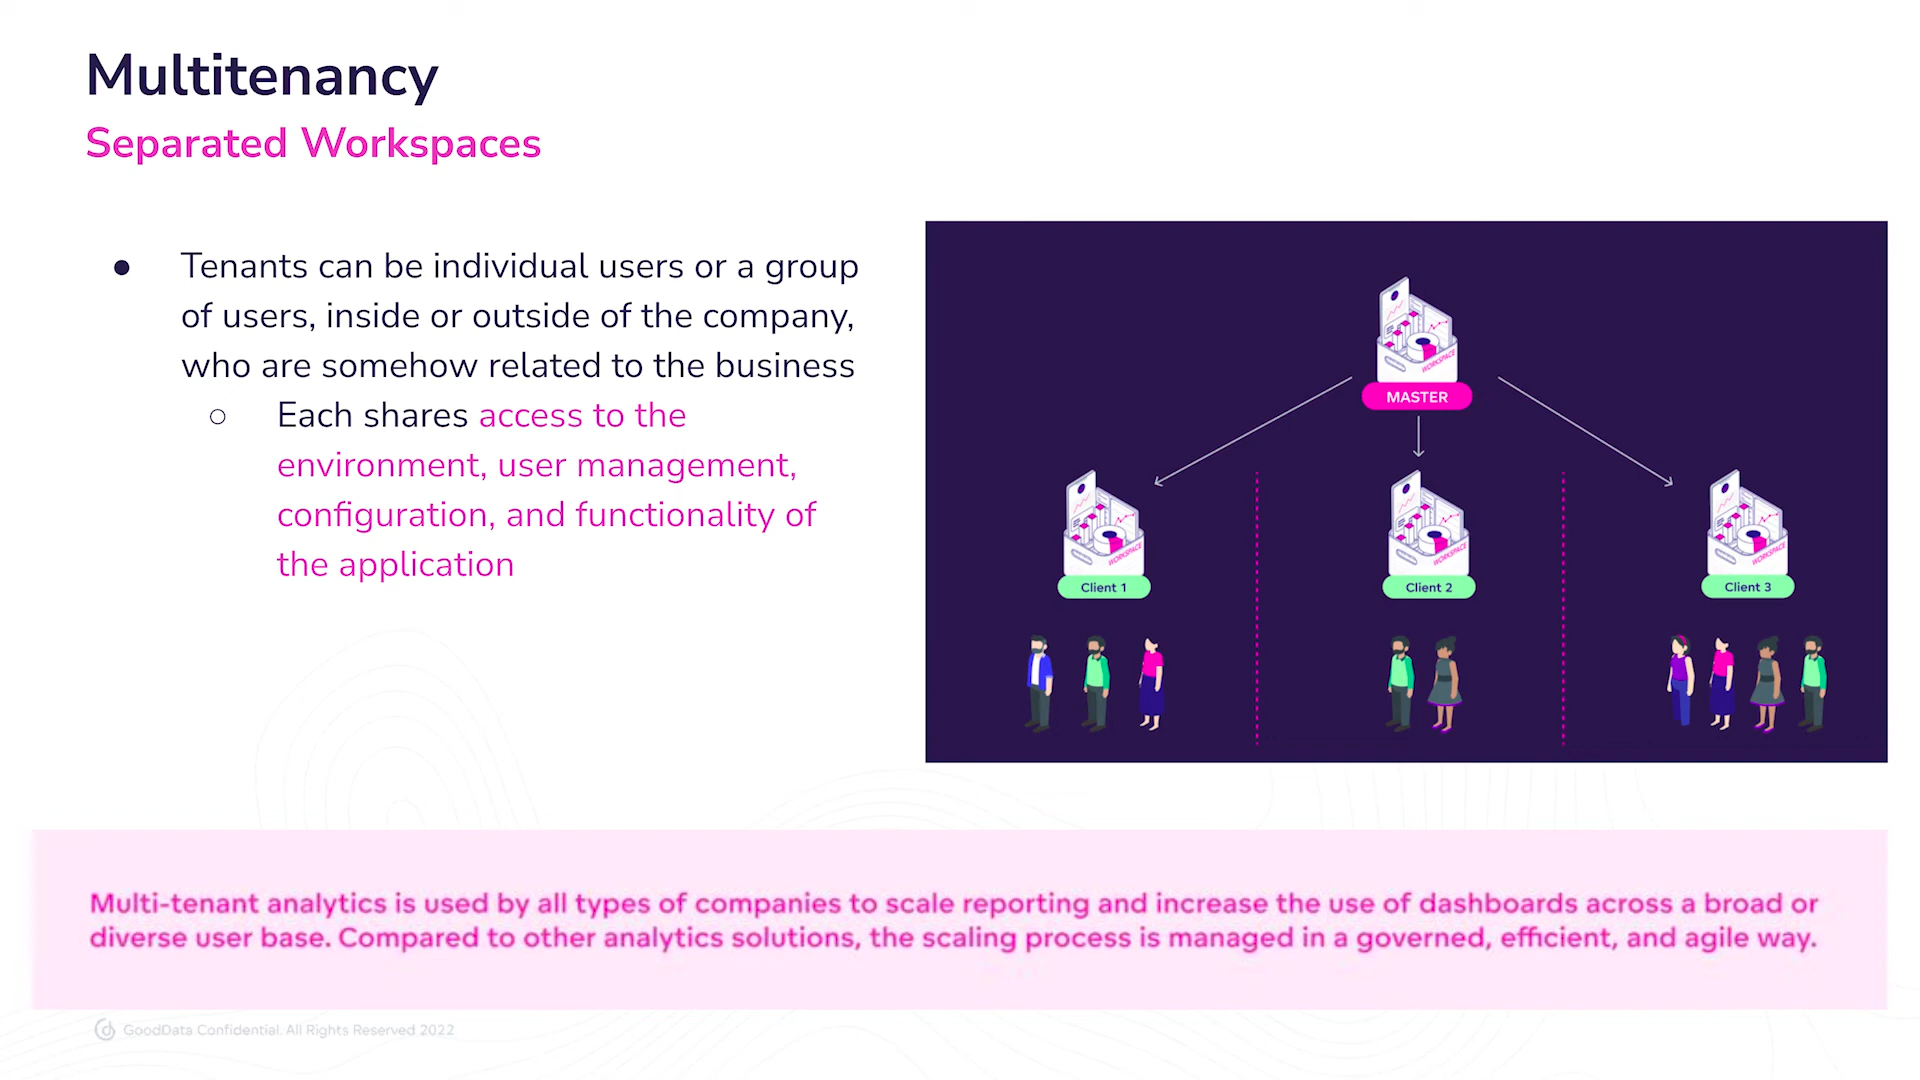 Multitenancy
Separated Workspaces
● Tenants can be individual users or a group
of users, inside or outside of the company,
who are somehow related to the business
○ Each shares access to the
environment, user management,
configuration, and functionality of
the application
WORKSPACE
MASTER
WORKSPACE
WORKSPACE
WORKSPACE
Client 1
Client 2
Client 3
Multi-tenant analytics is used by all types of companies to scale reporting and increase the use of dashboards across a broad or
diverse user base. Compared to other analytics solutions, the scaling process is managed in a governed, efficient, and agile way.
GoodData Confidential. All Rights Reserved 2022